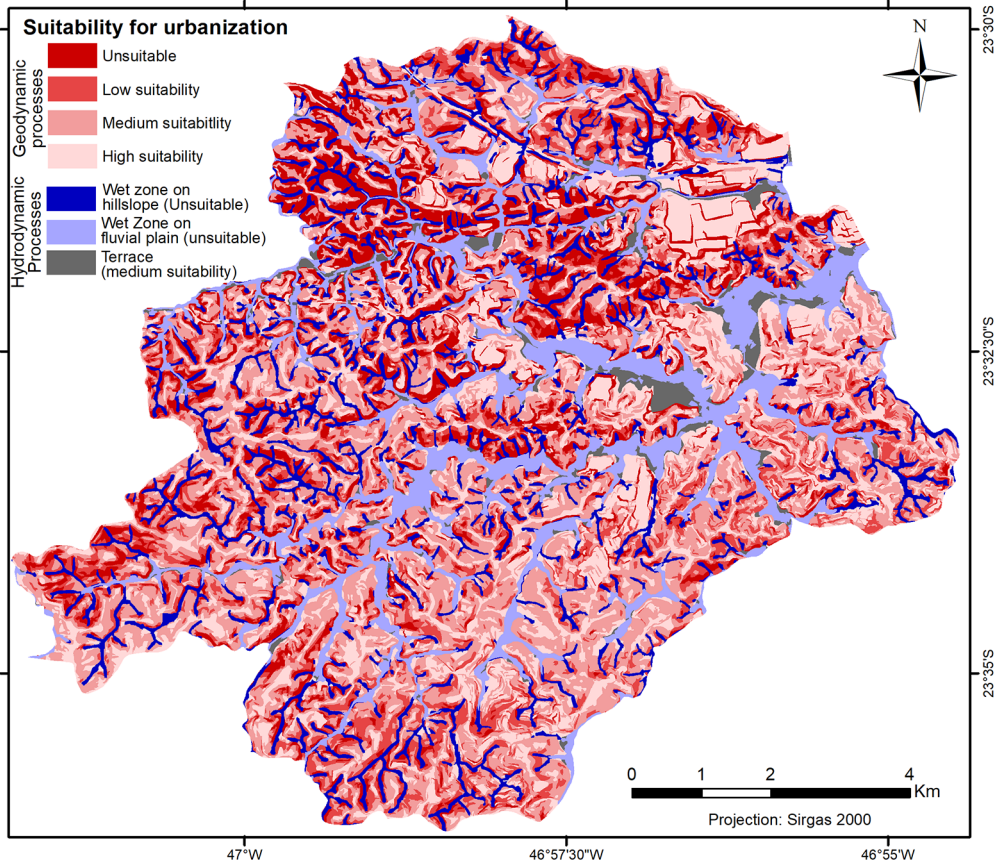 Suitability for urbanization
Geodynamic
processes
Unsuitable
Low suitability
Medium suitabitlity
High suitability
Hydrodynamic
Processes
Wet zone on
hillslope (Unsuitable)
Wet Zone on
fluvial plain (unsuitable)
Terrace
(medium suitability)
N
23°30'S
23°32'30"S
23°35'S
0 1 2 4
Km
Projection: Sirgas 2000
47°W 46°57'30"W 46°55'W